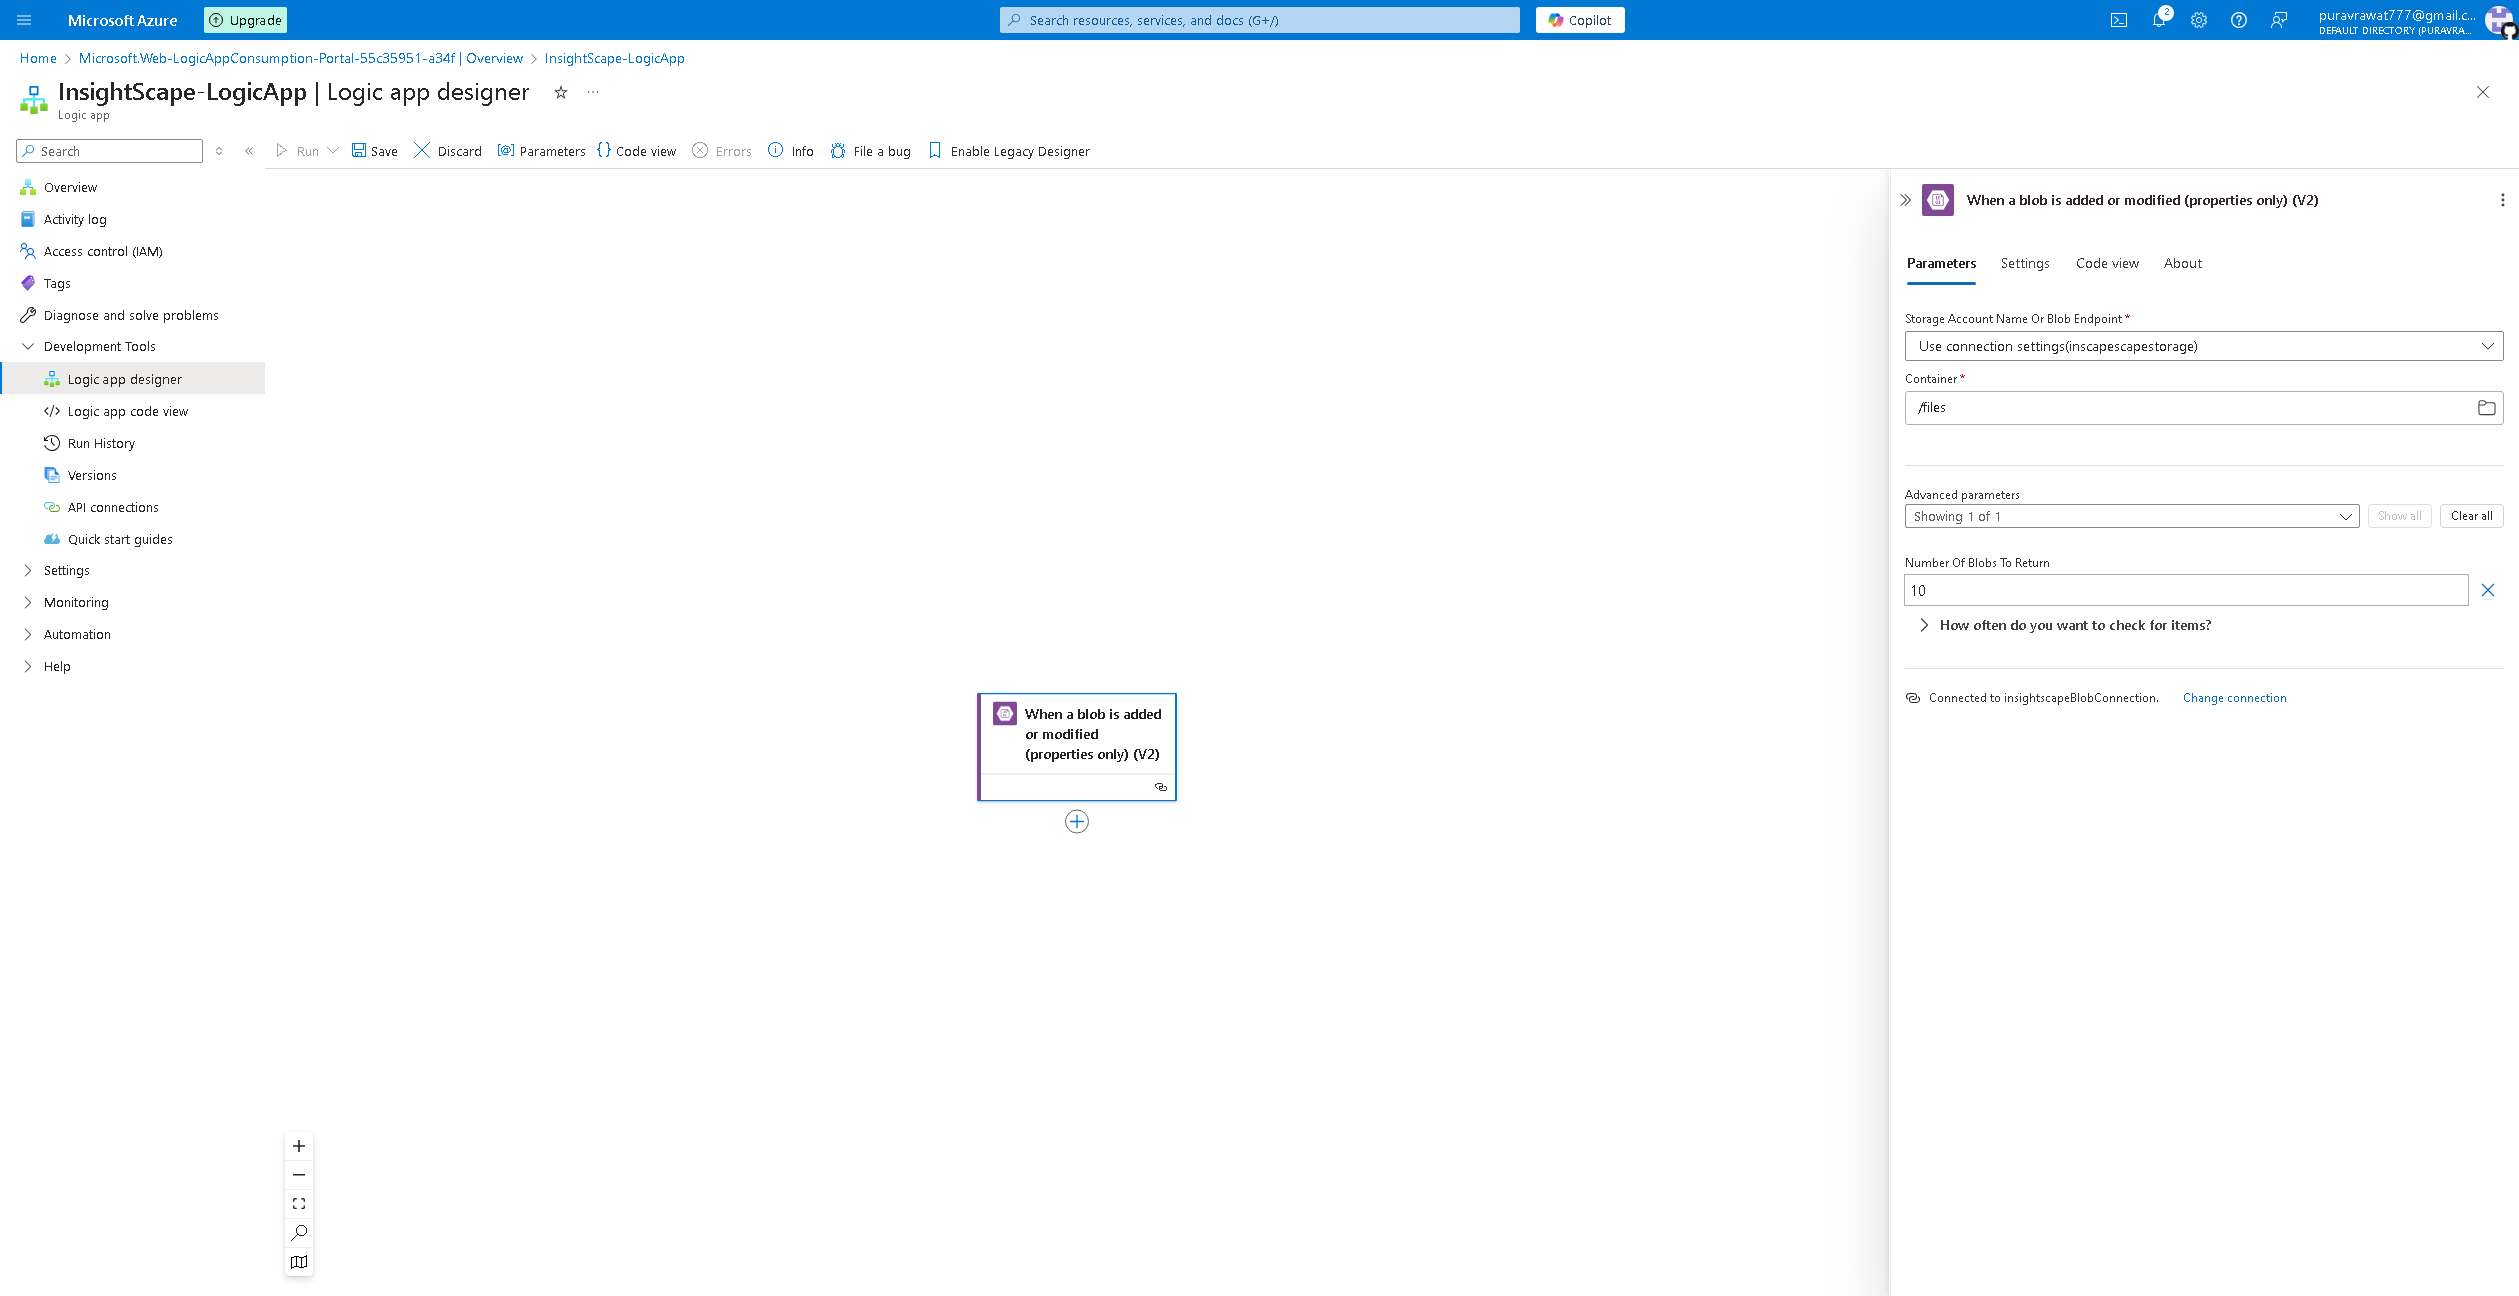 Microsoft Azure
Upgrade
Search resources, services, and docs (G+/)
Copilot
2
puravrawat777@gmail.c...
DEFAULT DIRECTORY (PURAVRA...
Home > Microsoft.Web-LogicAppConsumption-Portal-55c35951-a34f | Overview > InsightScape-LogicApp
InsightScape-LogicApp | Logic app designer
Logic app
Search
Run
Save
Discard
Parameters
Code view
Errors
Info
File a bug
Enable Legacy Designer
Overview
Activity log
Access control (IAM)
Tags
Diagnose and solve problems
Development Tools
Logic app designer
Logic app code view
Run History
Versions
API connections
Quick start guides
Settings
Monitoring
Automation
Help
When a blob is added
or modified
(properties only) (V2)
When a blob is added or modified (properties only) (V2)
Parameters
Settings
Code view
About
Storage Account Name Or Blob Endpoint *
Use connection settings(inscapescapestorage)
Container *
/files
Advanced parameters
Showing 1 of 1
Show all
Clear all
Number Of Blobs To Return
10
How often do you want to check for items?
Connected to insightscapeBlobConnection.
Change connection